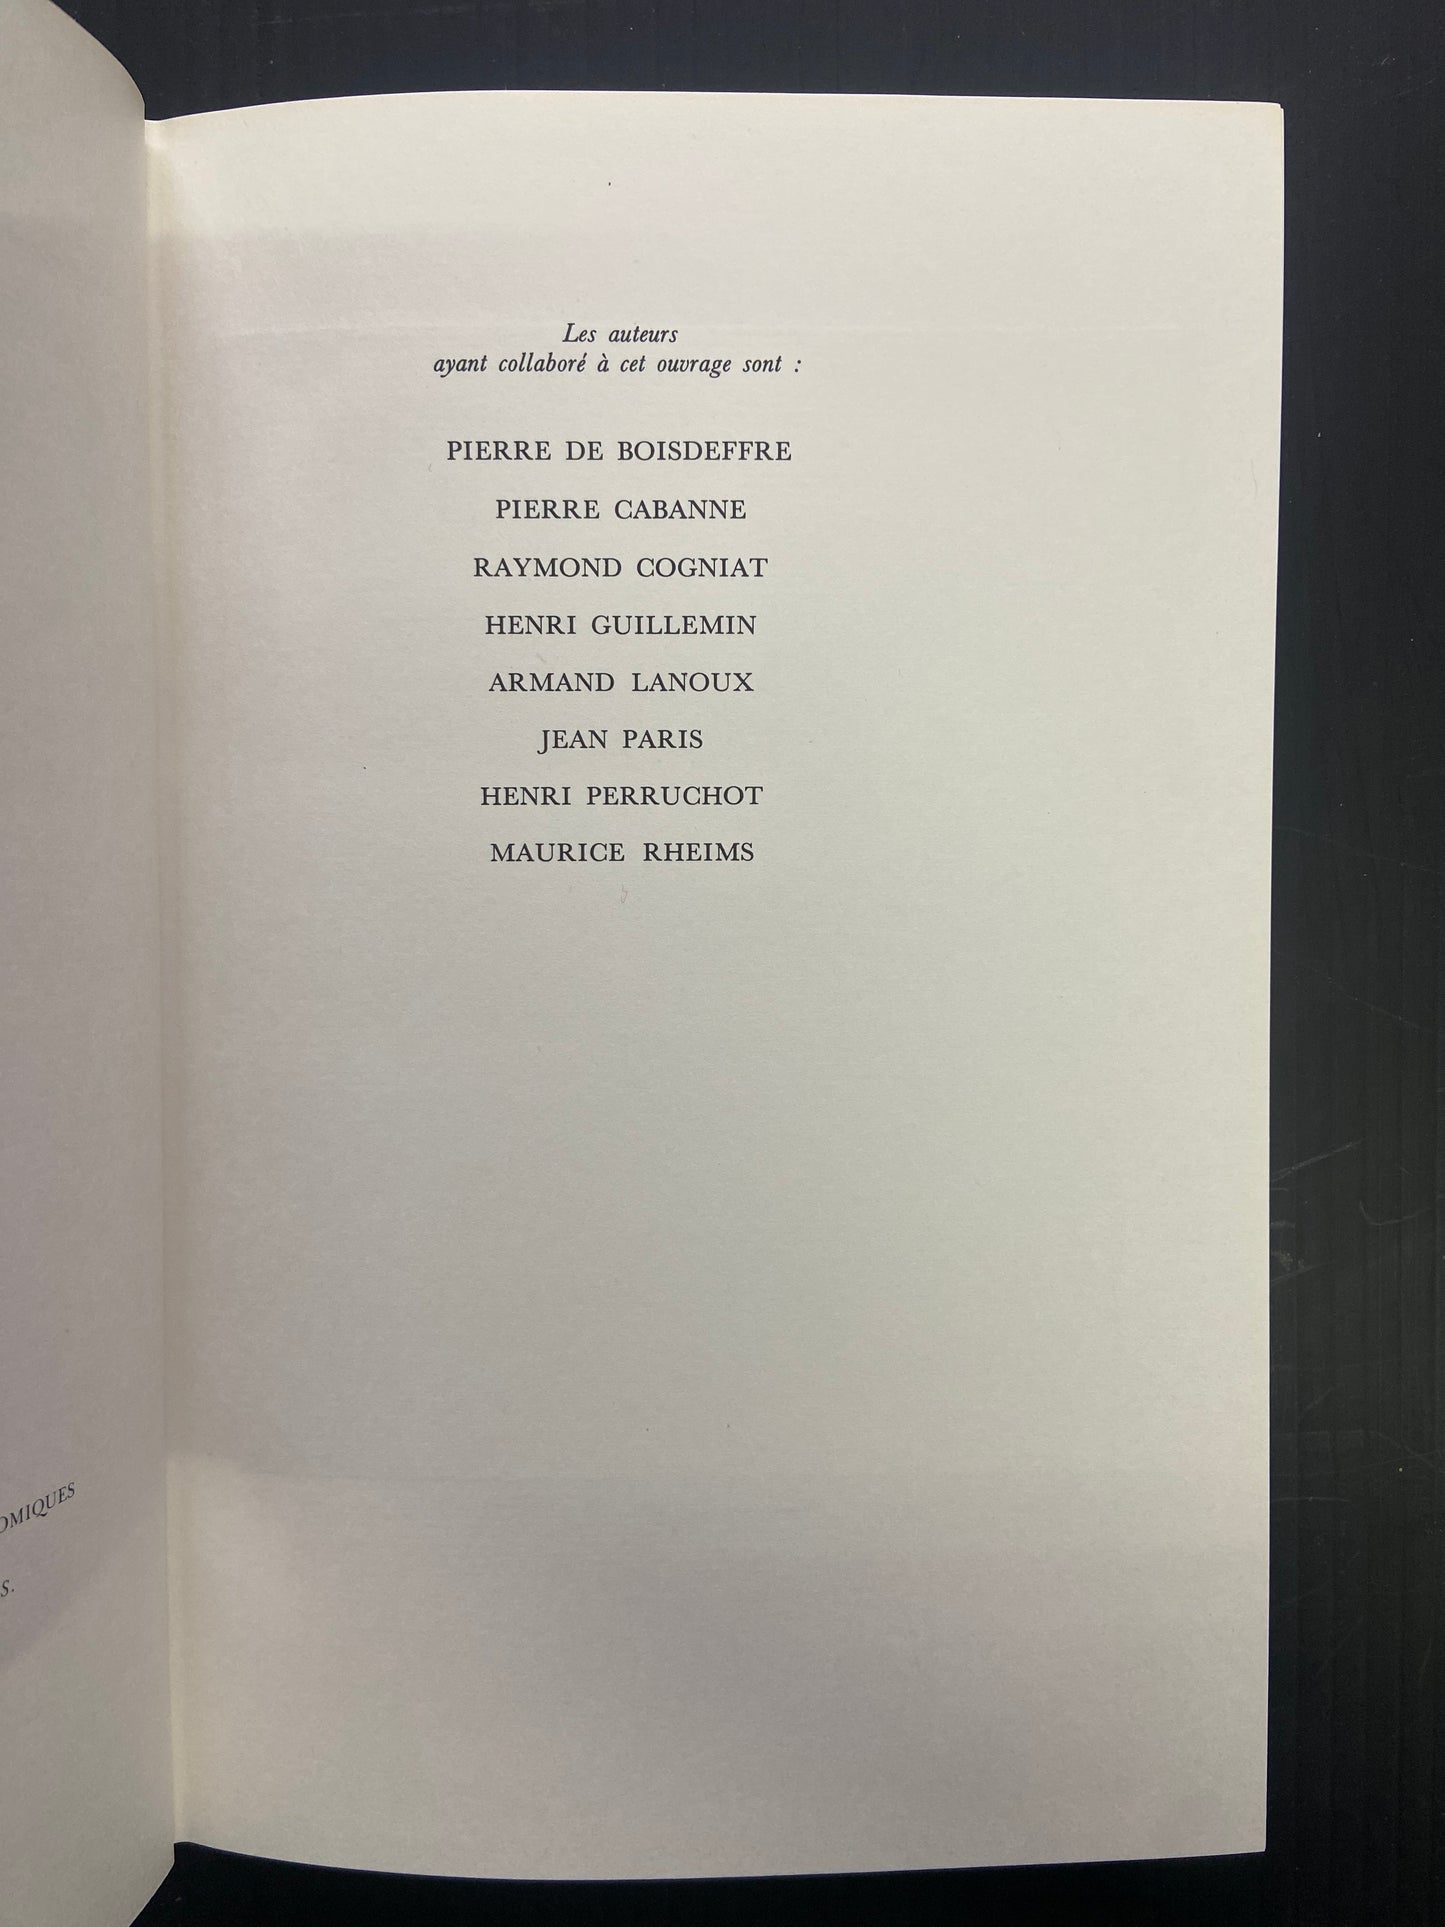 Les auteurs
ayant collaboré à cet ouvrage sont :
PIERRE DE BOISDEFFRE
PIERRE CABANNE
RAYMOND COGNIAT
HENRI GUILLEMIN
ARMAND LANOUX
JEAN PARIS
HENRI PERRUCHOT
MAURICE RHEIMS
OMIQUES
S.